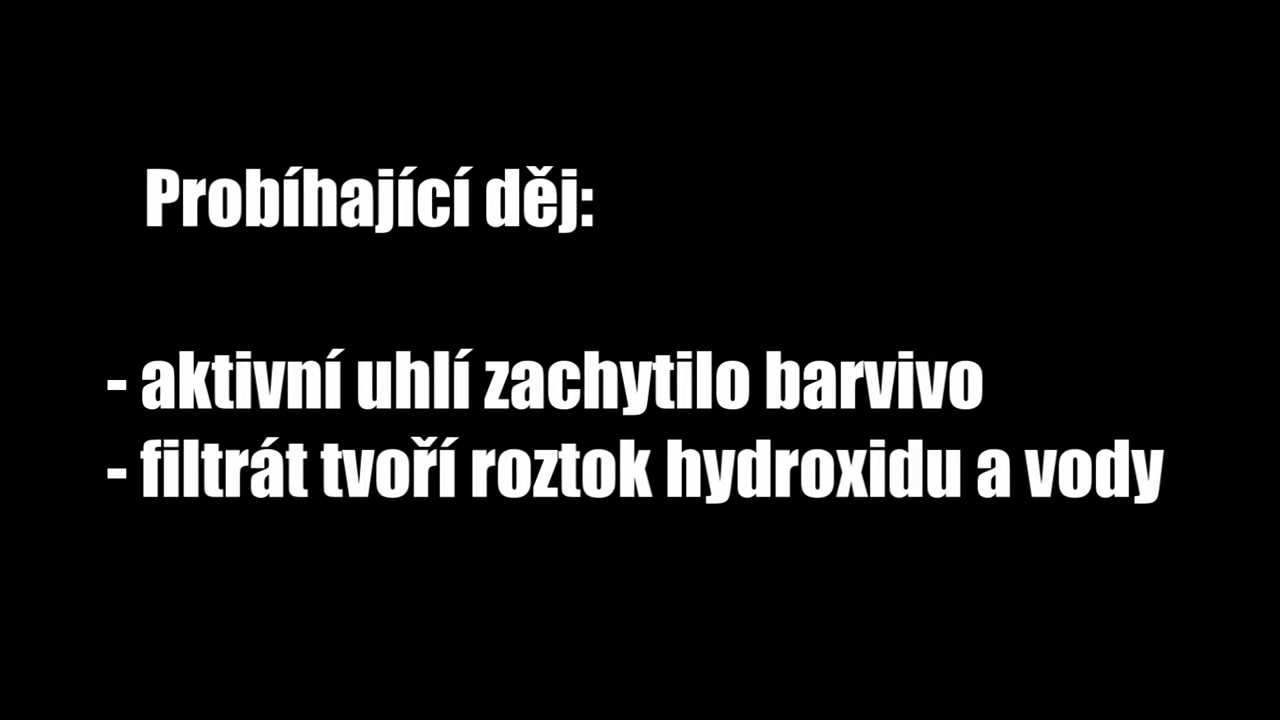 Probíhající děj:
- aktivní uhlí zachytilo barvivo
- filtrát tvoří roztok hydroxidu a vody